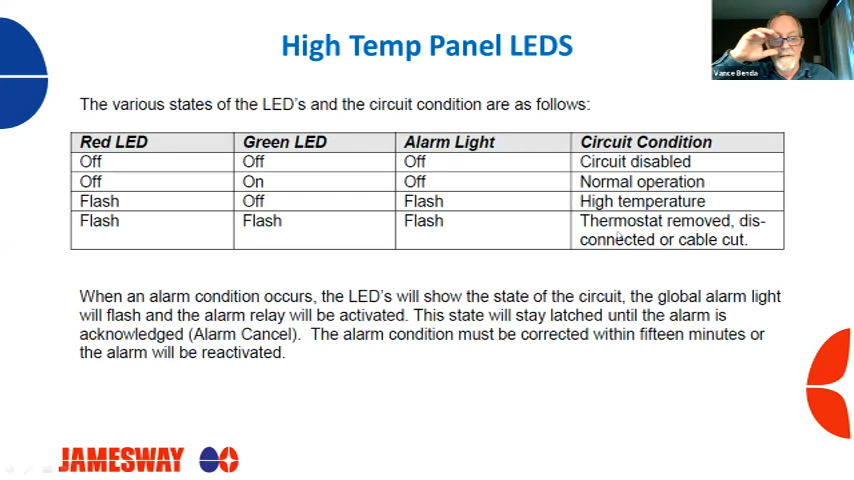 High Temp Panel LEDS
Vance Benda
The various states of the LED's and the circuit condition are as follows:
Red LED Green LED Alarm Light Circuit Condition
Off Off Off Circuit disabled
Off On Off Normal operation
Flash Off Flash High temperature
Flash Flash Flash Thermostat removed, dis-
connected or cable cut.
When an alarm condition occurs, the LED's will show the state of the circuit, the global alarm light
will flash and the alarm relay will be activated. This state will stay latched until the alarm is
acknowledged (Alarm Cancel). The alarm condition must be corrected within fifteen minutes or
the alarm will be reactivated.
JAMESWAY